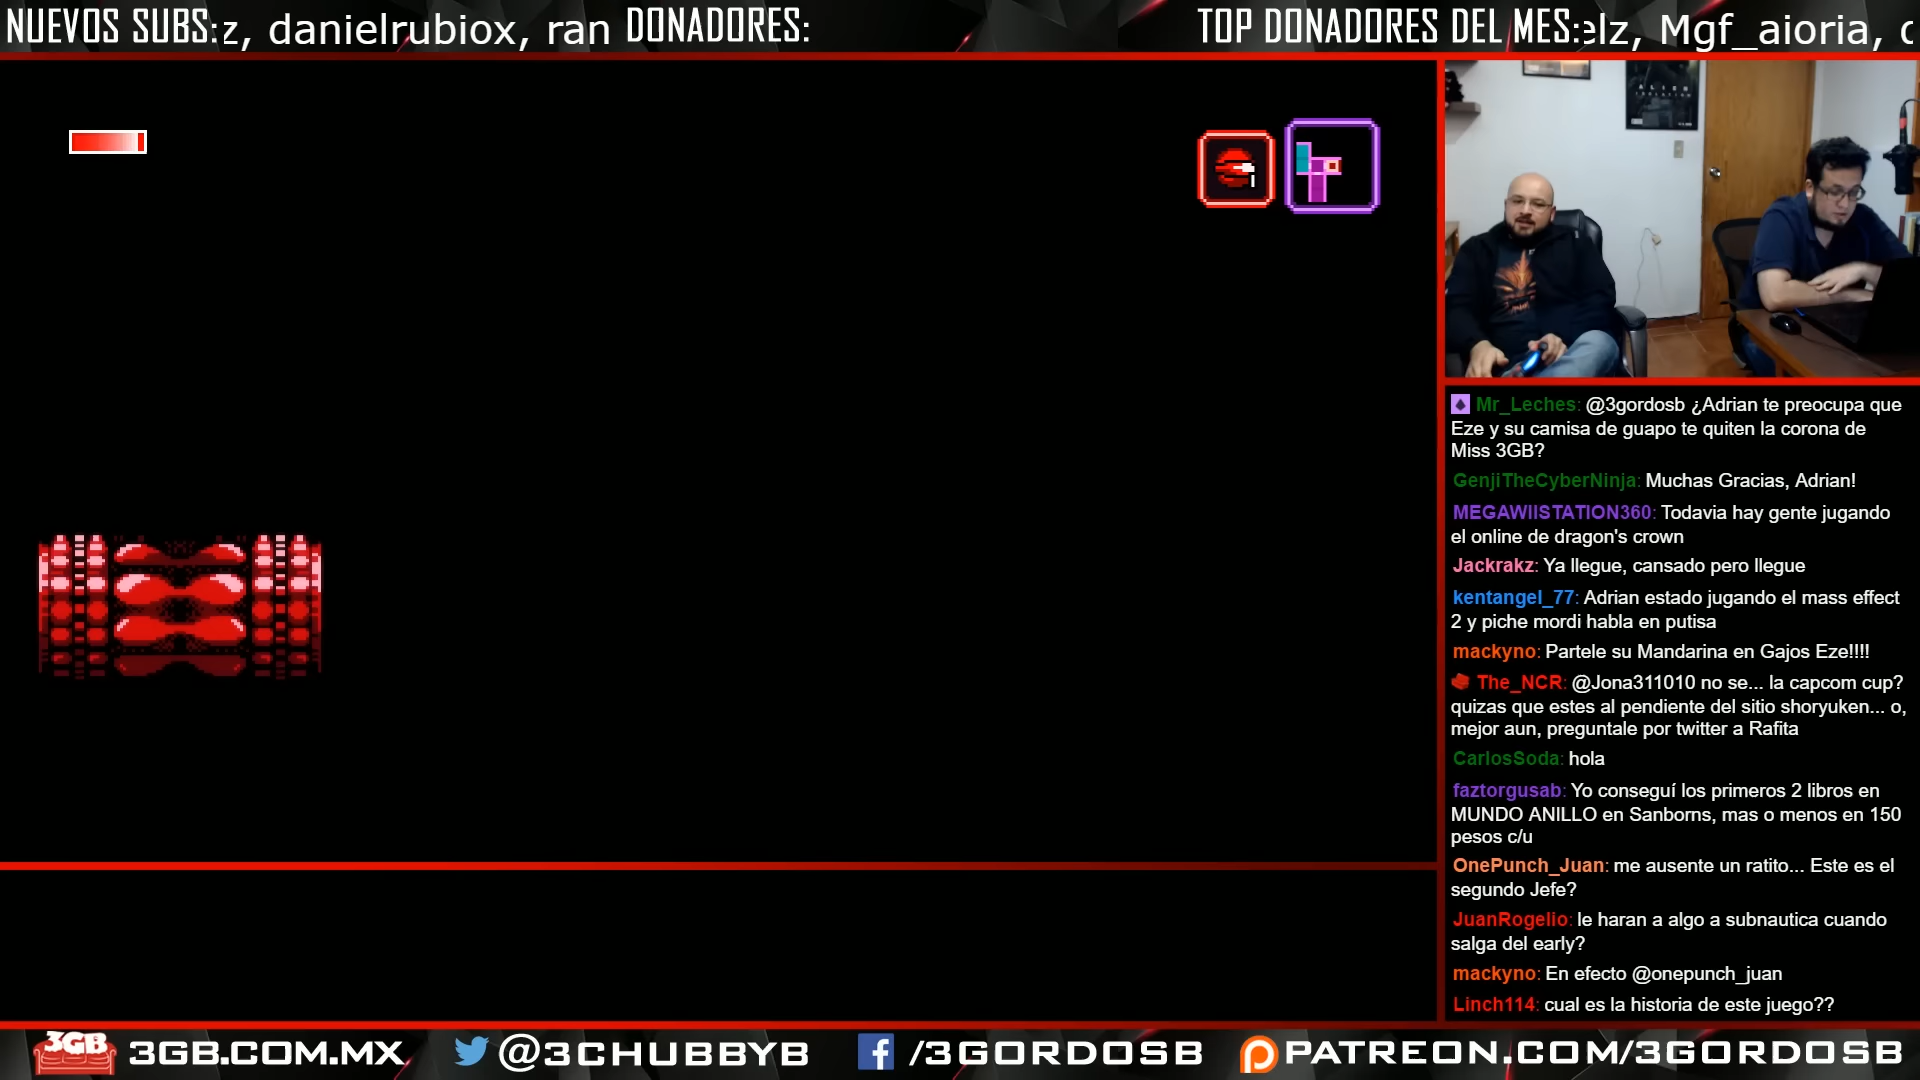 NUEVOS SUBS: z, danielrubiox, ran DONADORES: TOP DONADORES DEL MES: elz, Mgf_aioria, c
ALIEN
Mr_Leches: @3gordosb ¿Adrian te preocupa que
Eze y su camisa de guapo te quiten la corona de
Miss 3GB?
GenjiTheCyberNinja: Muchas Gracias, Adrian!
MEGAWIISTATION360: Todavia hay gente jugando
el online de dragon's crown
Jackrakz: Ya llegue, cansado pero llegue
kentangel_77: Adrian estado jugando el mass effect
2 y piche mordi habla en putisa
mackyno: Partele su Mandarina en Gajos Eze!!!!
The_NCR: @Jona311010 no se... la capcom cup?
quizas que estes al pendiente del sitio shoryuken... o,
mejor aun, preguntale por twitter a Rafita
CarlosSoda: hola
faztorgusab: Yo conseguí los primeros 2 libros en
MUNDO ANILLO en Sanborns, mas o menos en 150
pesos c/u
OnePunch_Juan: me ausente un ratito... Este es el
segundo Jefe?
JuanRogelio: le haran a algo a subnautica cuando
salga del early?
mackyno: En efecto @onepunch_juan
Linch114: cual es la historia de este juego??
3GB 3GB.COM.MX @3CHUBBYB /3GORDOSB PATREON.COM/3GORDOSB